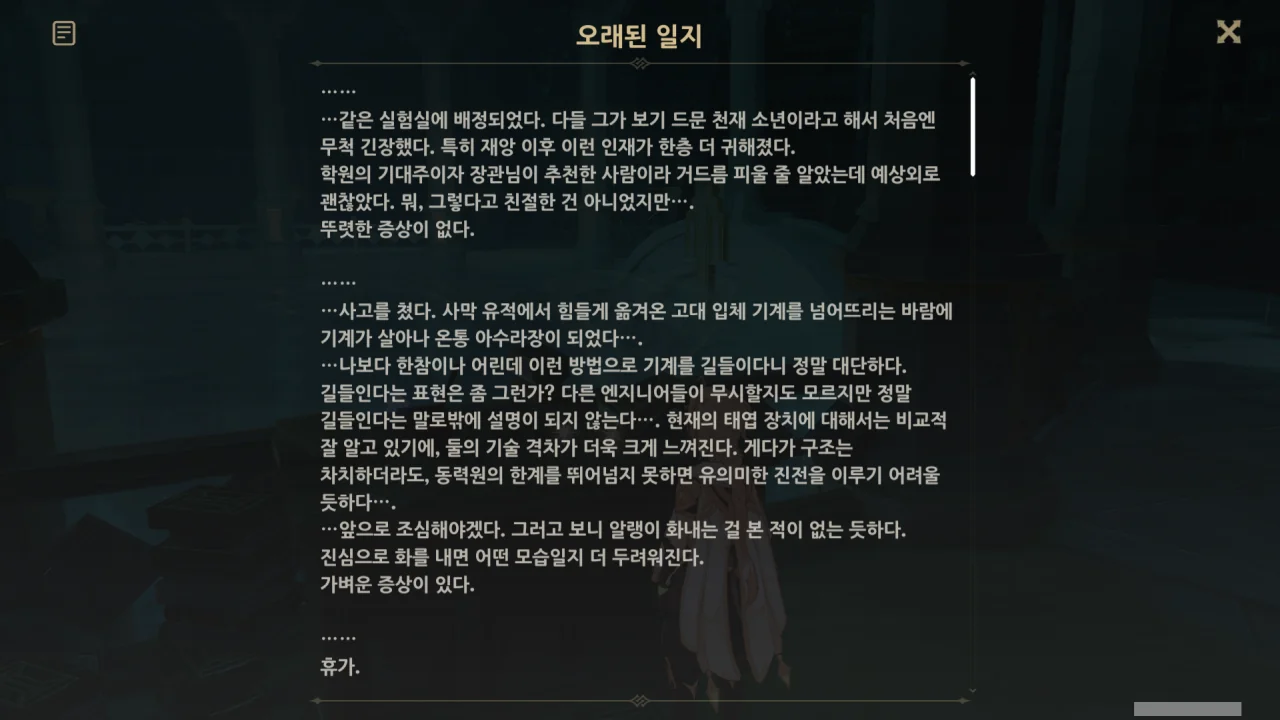 오래된 일지
……
…같은 실험실에 배정되었다. 다들 그가 보기 드문 천재 소년이라고 해서 처음엔
무척 긴장했다. 특히 재앙 이후 이런 인재가 한층 더 귀해졌다.
학원의 기대주이자 장관님이 추천한 사람이라 거드름 피울 줄 알았는데 예상외로
괜찮았다. 뭐, 그렇다고 친절한 건 아니었지만….
뚜렷한 증상이 없다.
……
…사고를 쳤다. 사막 유적에서 힘들게 옮겨온 고대 입체 기계를 넘어뜨리는 바람에
기계가 살아나 온통 아수라장이 되었다….
…나보다 한참이나 어린데 이런 방법으로 기계를 길들이다니 정말 대단하다.
길들인다는 표현은 좀 그런가? 다른 엔지니어들이 무시할지도 모르지만 정말
길들인다는 말로밖에 설명이 되지 않는다…. 현재의 태엽 장치에 대해서는 비교적
잘 알고 있기에, 둘의 기술 격차가 더욱 크게 느껴진다. 게다가 구조는
차치하더라도, 동력원의 한계를 뛰어넘지 못하면 유의미한 진전을 이루기 어려울
듯하다….
…앞으로 조심해야겠다. 그러고 보니 알랭이 화내는 걸 본 적이 없는 듯하다.
진심으로 화를 내면 어떤 모습일지 더 두려워진다.
가벼운 증상이 있다.
……
휴가.